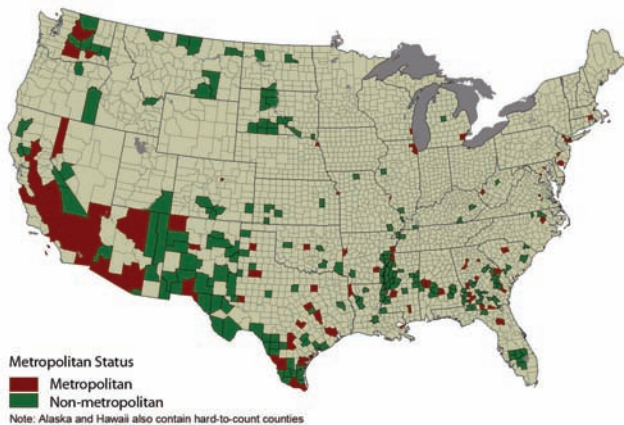 Metropolitan Status
Metropolitan
Non-metropolitan
Note: Alaska and Hawaii also contain hard-to-count counties